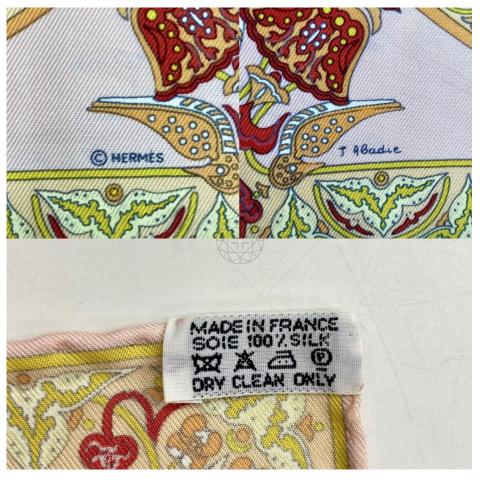 © HERMÈS
J Abadie
MADE IN FRANCE
SOIE 100% SILK
P
DRY CLEAN ONLY